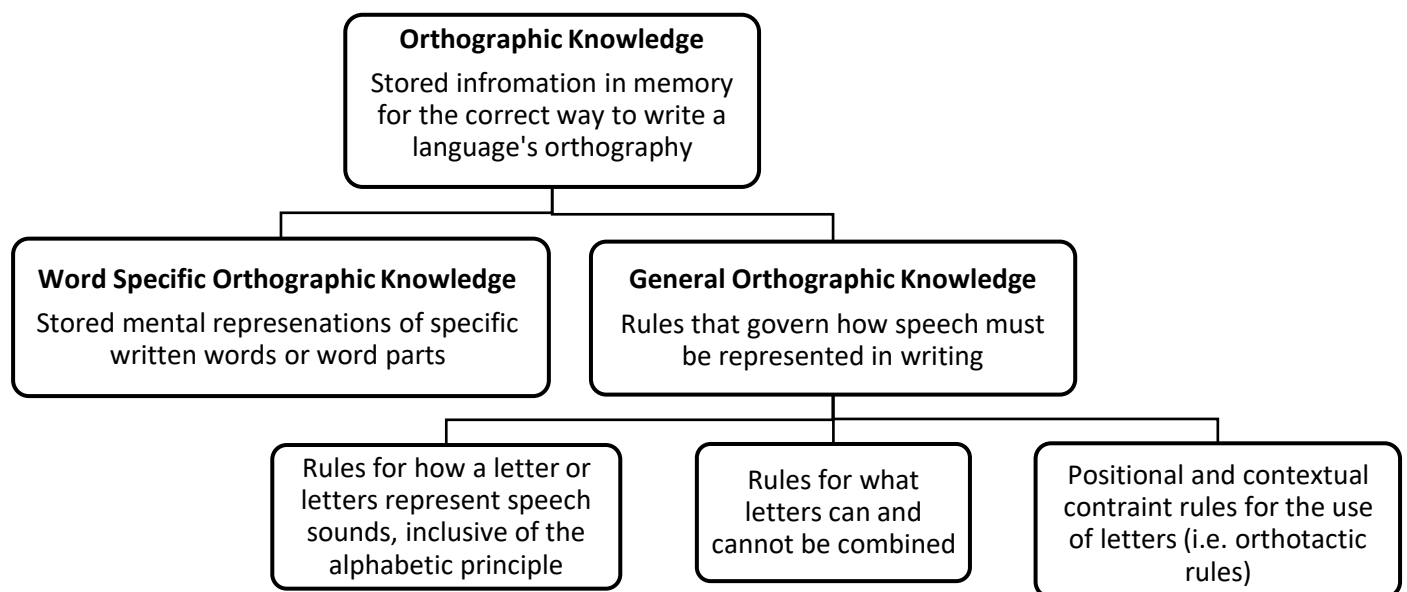 Orthographic Knowledge
Stored infromation in memory
for the correct way to write a
language's orthography
Word Specific Orthographic Knowledge
Stored mental represenations of specific
written words or word parts
General Orthographic Knowledge
Rules that govern how speech must
be represented in writing
Rules for how a letter or
letters represent speech
sounds, inclusive of the
alphabetic principle
Rules for what
letters can and
cannot be combined
Positional and contextual
contraint rules for the use
of letters (i.e. orthotactic
rules)